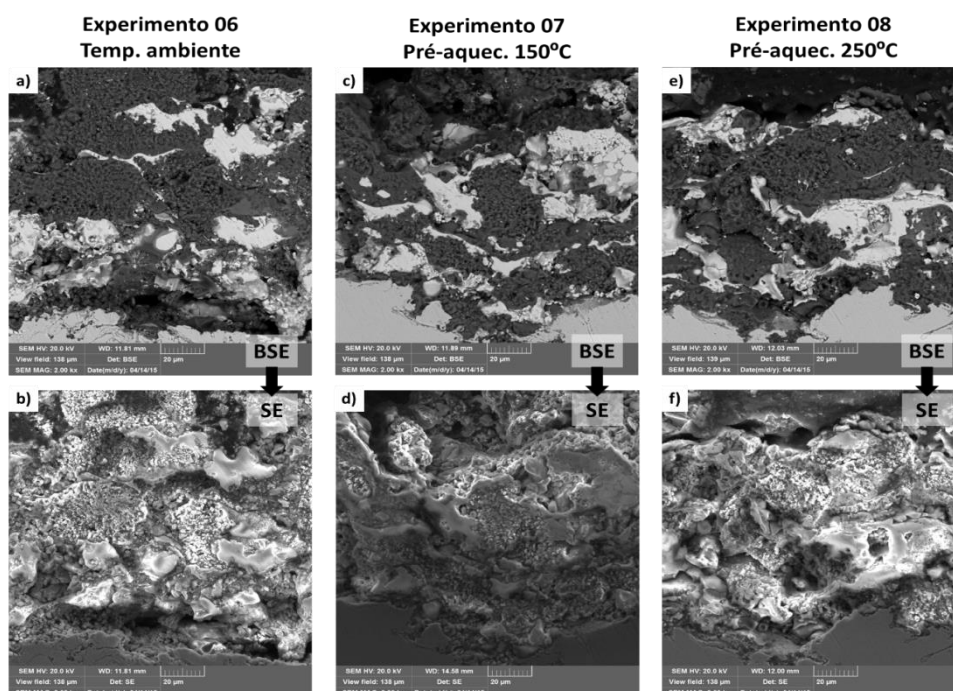 Experimento 06
Temp. ambiente
Experimento 07
Pré-aquec. 150ºC
Experimento 08
Pré-aquec. 250ºC
a)
c)
e)
SEM HV: 20.0 kV WD: 11.81 mm
View field: 138 µm Det: BSE 20 µm
SEM MAG: 2.00 kx Date(m/d/y): 04/14/15
BSE
SEM HV: 20.0 kV WD: 11.89 mm
View field: 138 µm Det: BSE 20 µm
SEM MAG: 2.00 kx Date(m/d/y): 04/14/15
BSE
SEM HV: 20.0 kV WD: 12.03 mm
View field: 139 µm Det: BSE 20 µm
SEM MAG: 2.00 kx Date(m/d/y): 04/14/15
BSE
b)
SE
d)
SE
f)
SE
SEM HV: 20.0 kV WD: 11.81 mm
View field: 138 µm Det: SE 20 µm
SEM HV: 20.0 kV WD: 14.58 mm
View field: 138 µm Det: SE 20 µm
SEM HV: 20.0 kV WD: 12.00 mm
View field: 138 µm Det: SE 20 µm